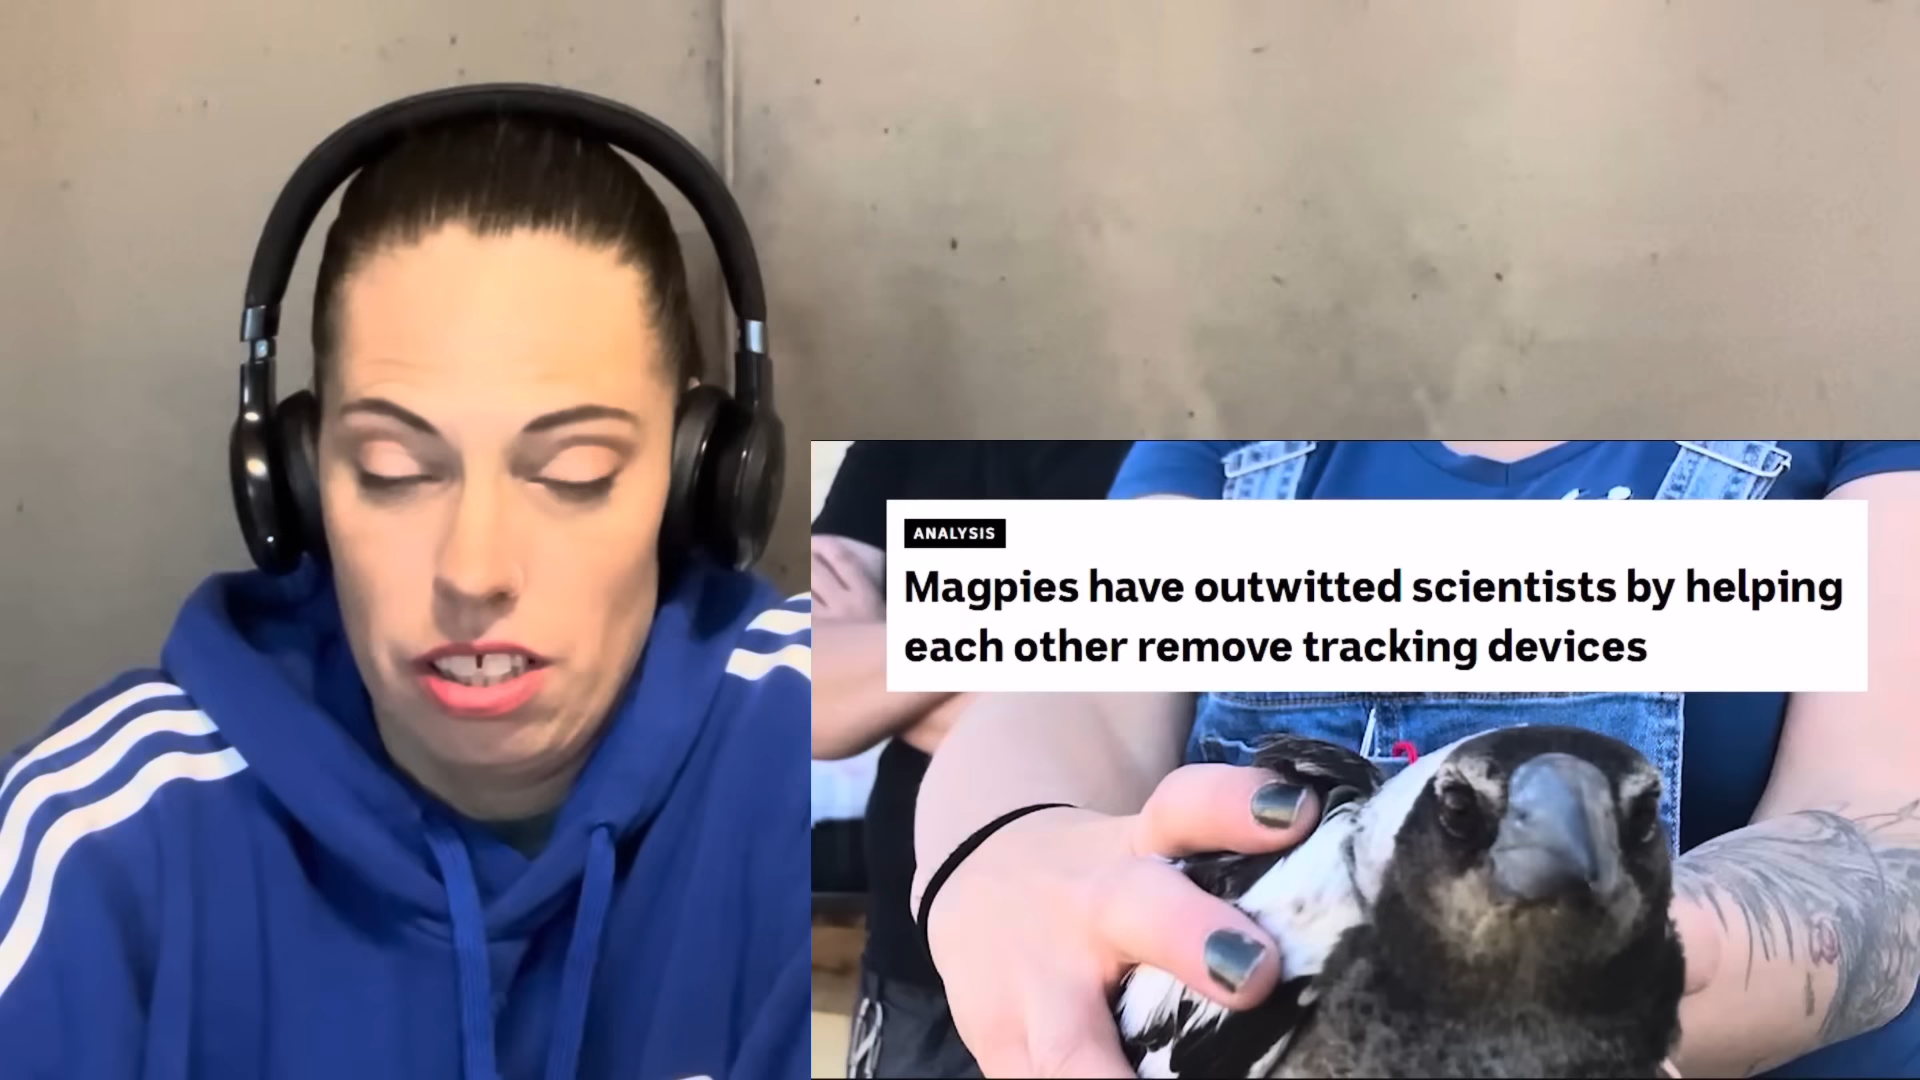 ANALYSIS
Magpies have outwitted scientists by helping
each other remove tracking devices